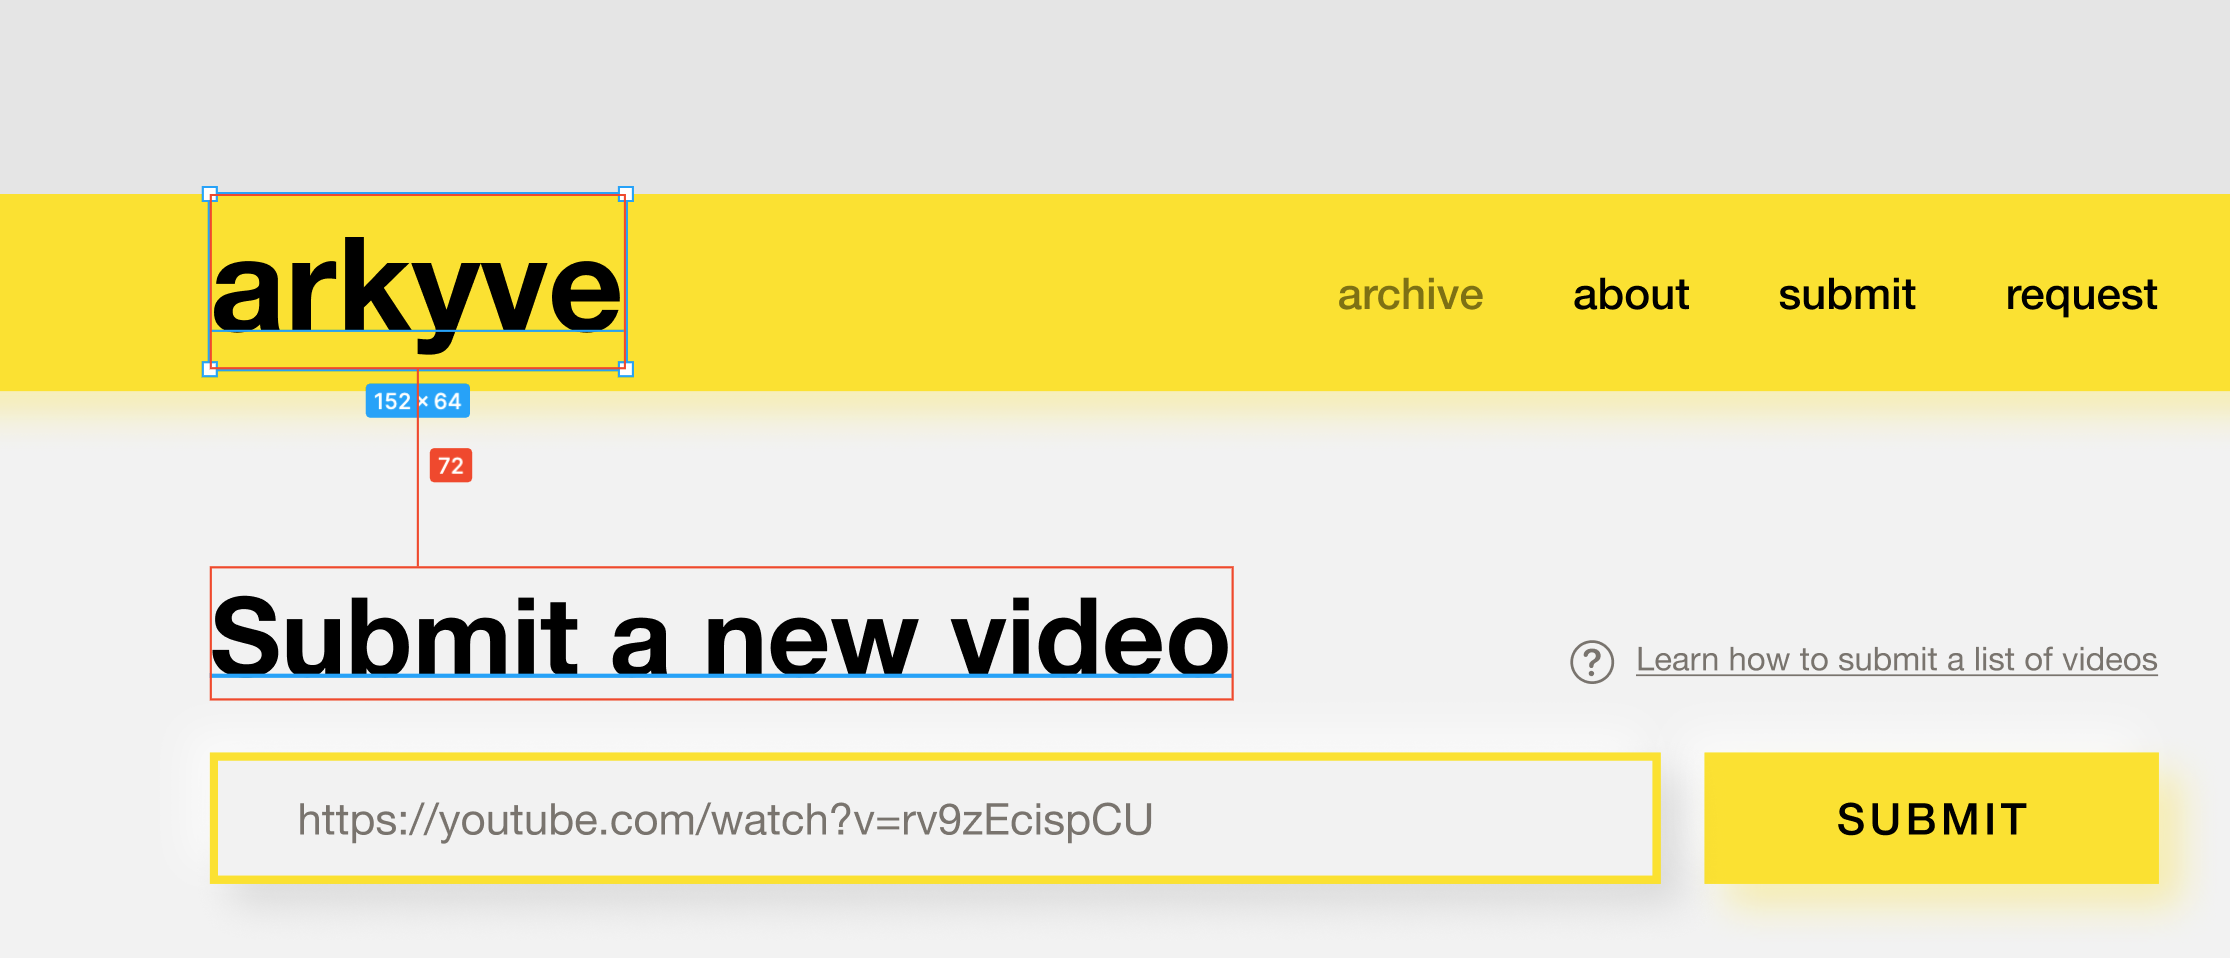 arkyve
archive about submit request
152 × 64
72
Submit a new video
? Learn how to submit a list of videos
https://youtube.com/watch?v=rv9zEcispCU
SUBMIT